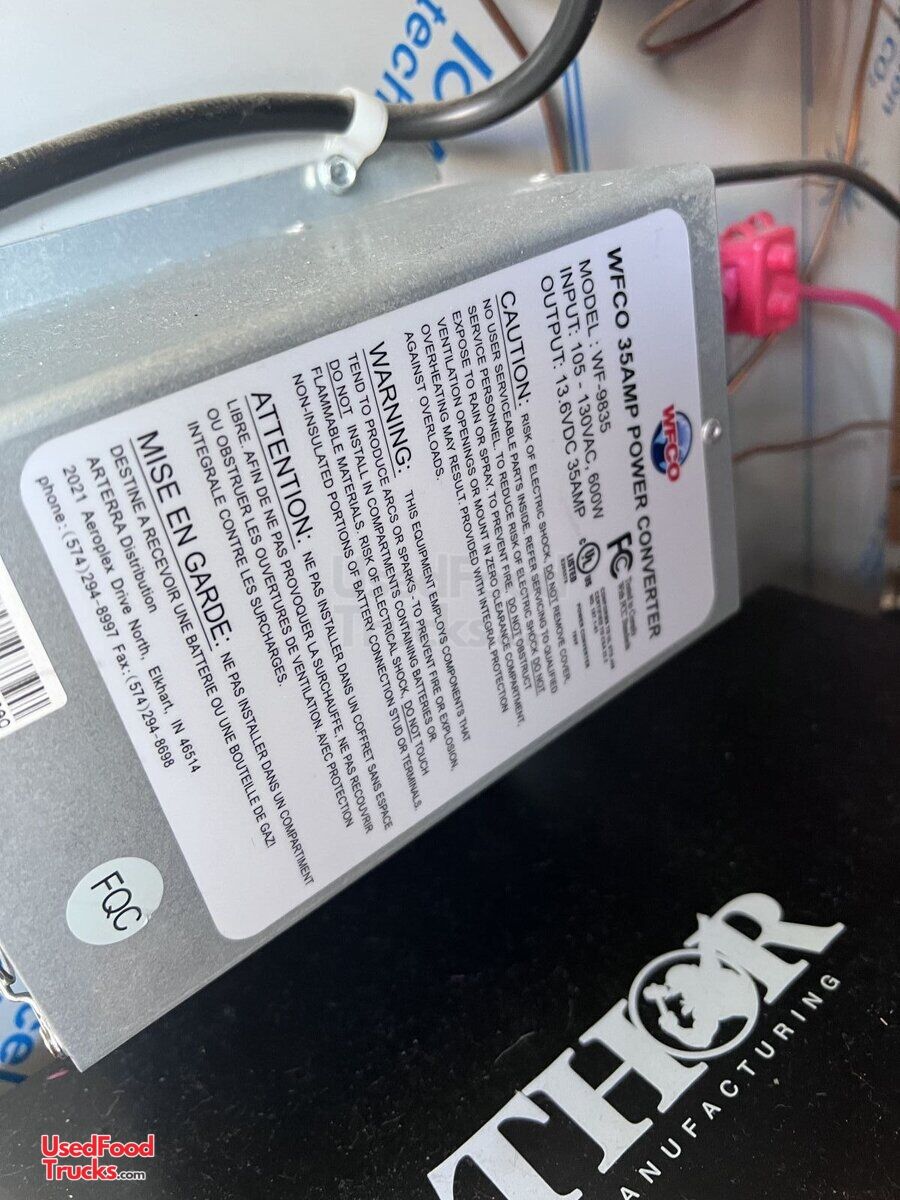 WFCO
WFCO 35AMP POWER CONVERTER
MODEL : WF-9835
INPUT: 105 - 130VAC, 600W
OUTPUT: 13.6VDC 35AMP
FC
UL
LISTED
POWER CONVERTER
CAUTION: RISK OF ELECTRIC SHOCK. DO NOT REMOVE COVER.
NO USER SERVICEABLE PARTS INSIDE. REFER SERVICING TO QUALIFIED
SERVICE PERSONNEL. TO REDUCE RISK OF ELECTRIC SHOCK DO NOT
EXPOSE TO RAIN OR SPRAY. TO PREVENT FIRE, DO NOT OBSTRUCT
VENTILATION OPENINGS OR MOUNT IN ZERO CLEARANCE COMPARTMENT.
OVERHEATING MAY RESULT. PROVIDED WITH INTEGRAL PROTECTION
AGAINST OVERLOADS.
WARNING: THIS EQUIPMENT EMPLOYS COMPONENTS THAT
TEND TO PRODUCE ARCS OR SPARKS. TO PREVENT FIRE OR EXPLOSION,
DO NOT INSTALL IN COMPARTMENTS CONTAINING BATTERIES OR
FLAMMABLE MATERIALS. RISK OF ELECTRICAL SHOCK. DO NOT TOUCH
NON-INSULATED PORTIONS OF BATTERY CONNECTION STUD OR TERMINALS.
ATTENTION: NE PAS INSTALLER DANS UN COFFRET SANS ESPACE
LIBRE. AFIN DE NE PAS PROVOQUER LA SURCHAUFFE, NE PAS RECOUVRIR
OU OBSTRUER LES OUVERTURES DE VENTILATION. AVEC PROTECTION
INTEGRALE CONTRE LES SURCHARGES.
MISE EN GARDE: NE PAS INSTALLER DANS UN COMPARTIMENT
DESTINE A RECEVOIR UNE BATTERIE OU UNE BOUTEILLE DE GAZ/
ARTERRA Distribution
2021 Aeroplex Drive North, Elkhart, IN 46514
phone:(574)294-8997 Fax.:(574)294-8698
FQC
THOR
MANUFACTURING
UsedFood
Trucks.com